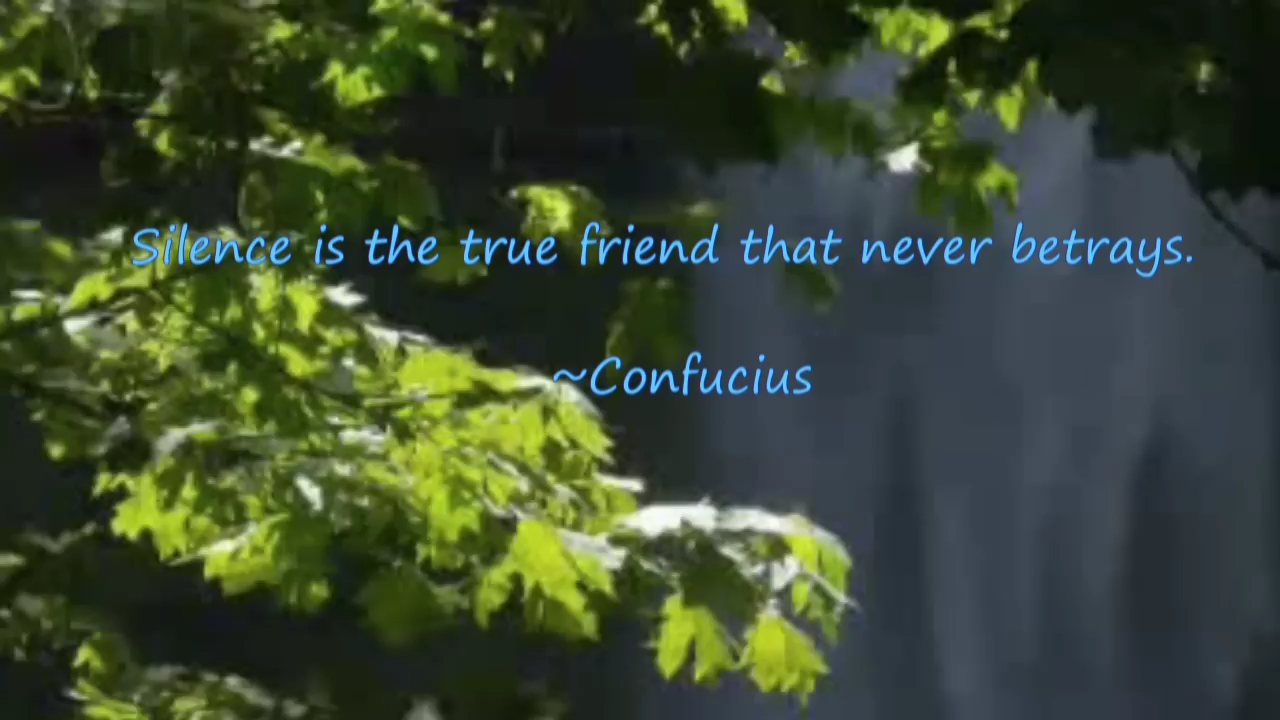 Silence is the true friend that never betrays.
~Confucius